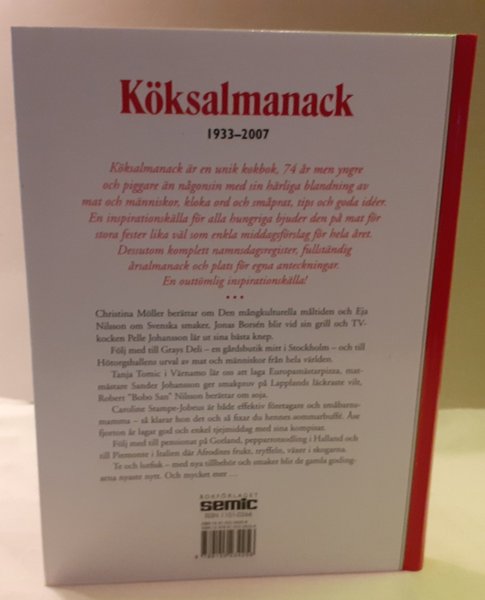 Köksalmanack
1933–2007
Köksalmanack är en unik kokbok, 74 år men yngre
och piggare än någonsin med sin härliga blandning av
mat och människor, kloka ord och småprat, tips och goda idéer.
En inspirationskälla för alla hungriga bjuder den på mat för
stora fester lika väl som enkla middagsförslag för hela året.
Dessutom komplett namnsdagsregister, fullständig
årsalmanack och plats för egna anteckningar.
En outtömlig inspirationskälla!
Christina Möller berättar om Den mångkulturella måltiden och Eja
Nilsson om Svenska smaker, Jonas Borsén blir vid sin grill och TV-
kocken Pelle Johansson lär ut sina bästa knep.
Följ med till Grays Deli – en gårdsbutik mitt i Stockholm – och till
Hötorgshallens urval av mat och människor från hela världen.
Tanja Tomic i Värnamo lär oss att laga Europamästarpizza, mat-
mästare Sander Johansson ger smakprov på Lapplands läckraste vilt,
Robert "Bobo San" Nilsson berättar om soja.
Caroline Stampe-Jobeus är både effektiv företagare och småbarns-
mamma – så klarar hon det och så fixar du hennes sommarbuffé. Åse
fjorton år lagar god och enkel tjejmiddag med sina kompisar.
Följ med till pensionat på Gotland, pepparrotsodling i Halland och
till Piemonte i Italien där Afrodites frukt, tryffeln, växer i skogarna.
Te och lutfisk – med nya tillbehör och smaker blir de gamla goding-
arna nyaste nytt. Och mycket mer ...
BOKFÖRLAGET
semic